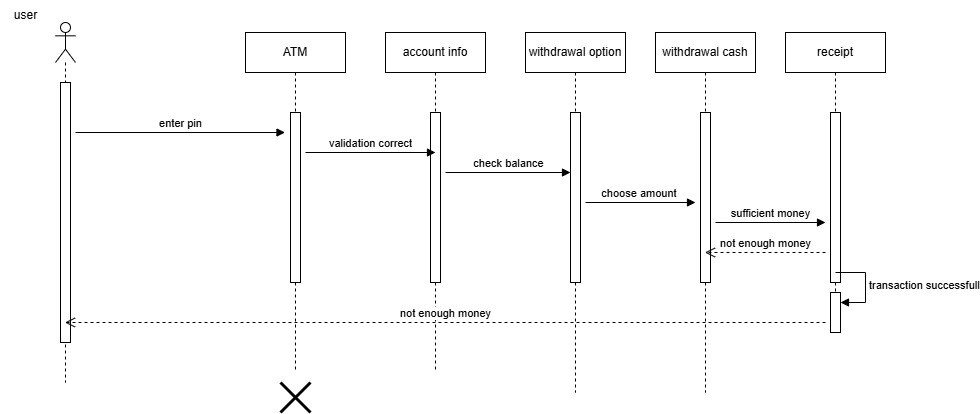 user
ATM
account info
withdrawal option
withdrawal cash
receipt
enter pin
validation correct
check balance
choose amount
sufficient money
not enough money
transaction successfull
not enough money